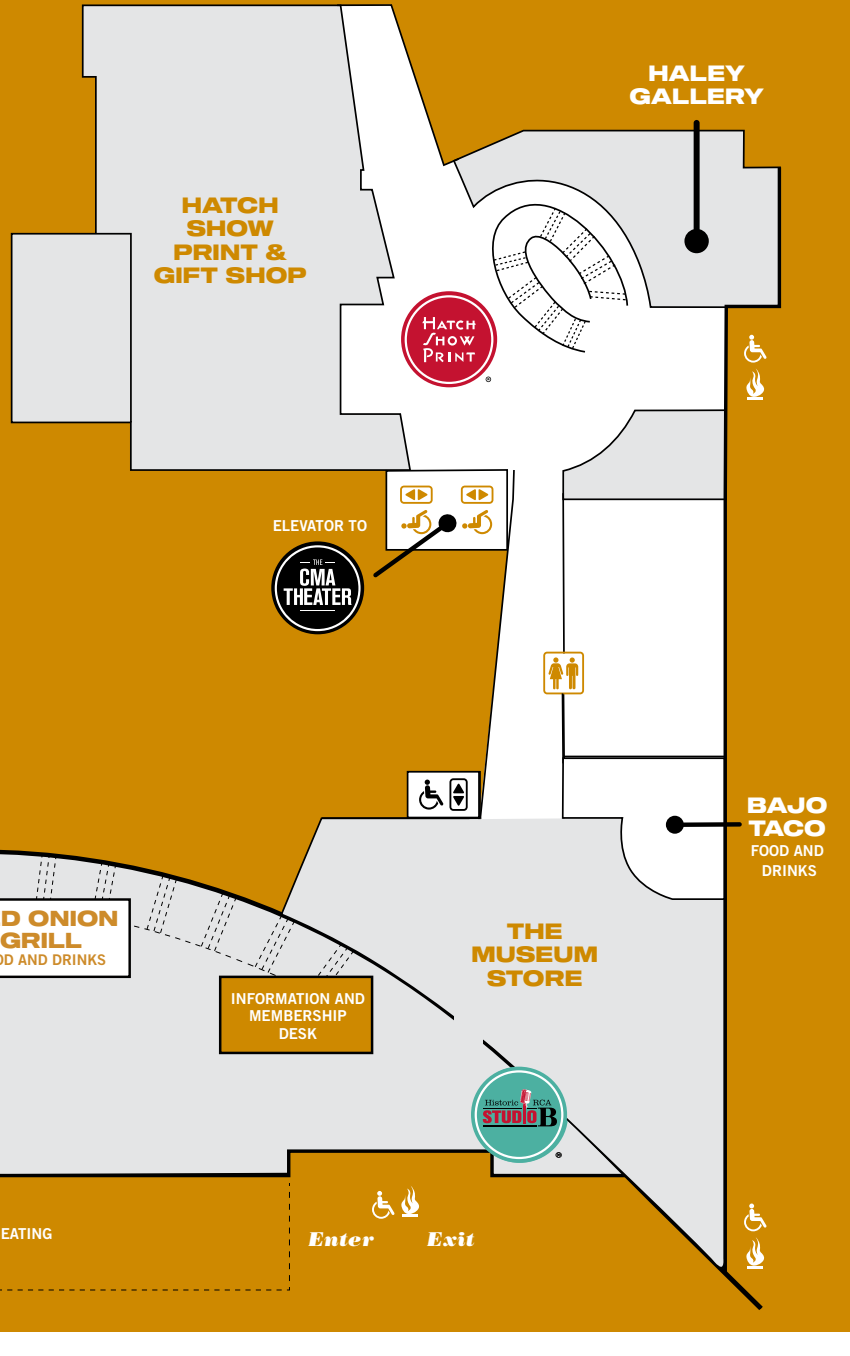 HALEY
GALLERY
HATCH
SHOW
PRINT &
GIFT SHOP
HATCH
SHOW
PRINT
®
ELEVATOR TO
THE
CMA
THEATER
BAJO
TACO
FOOD AND
DRINKS
D ONION
GRILL
OD AND DRINKS
THE
MUSEUM
STORE
INFORMATION AND
MEMBERSHIP
DESK
Historic RCA
STUDIO B
®
EATING
Enter Exit